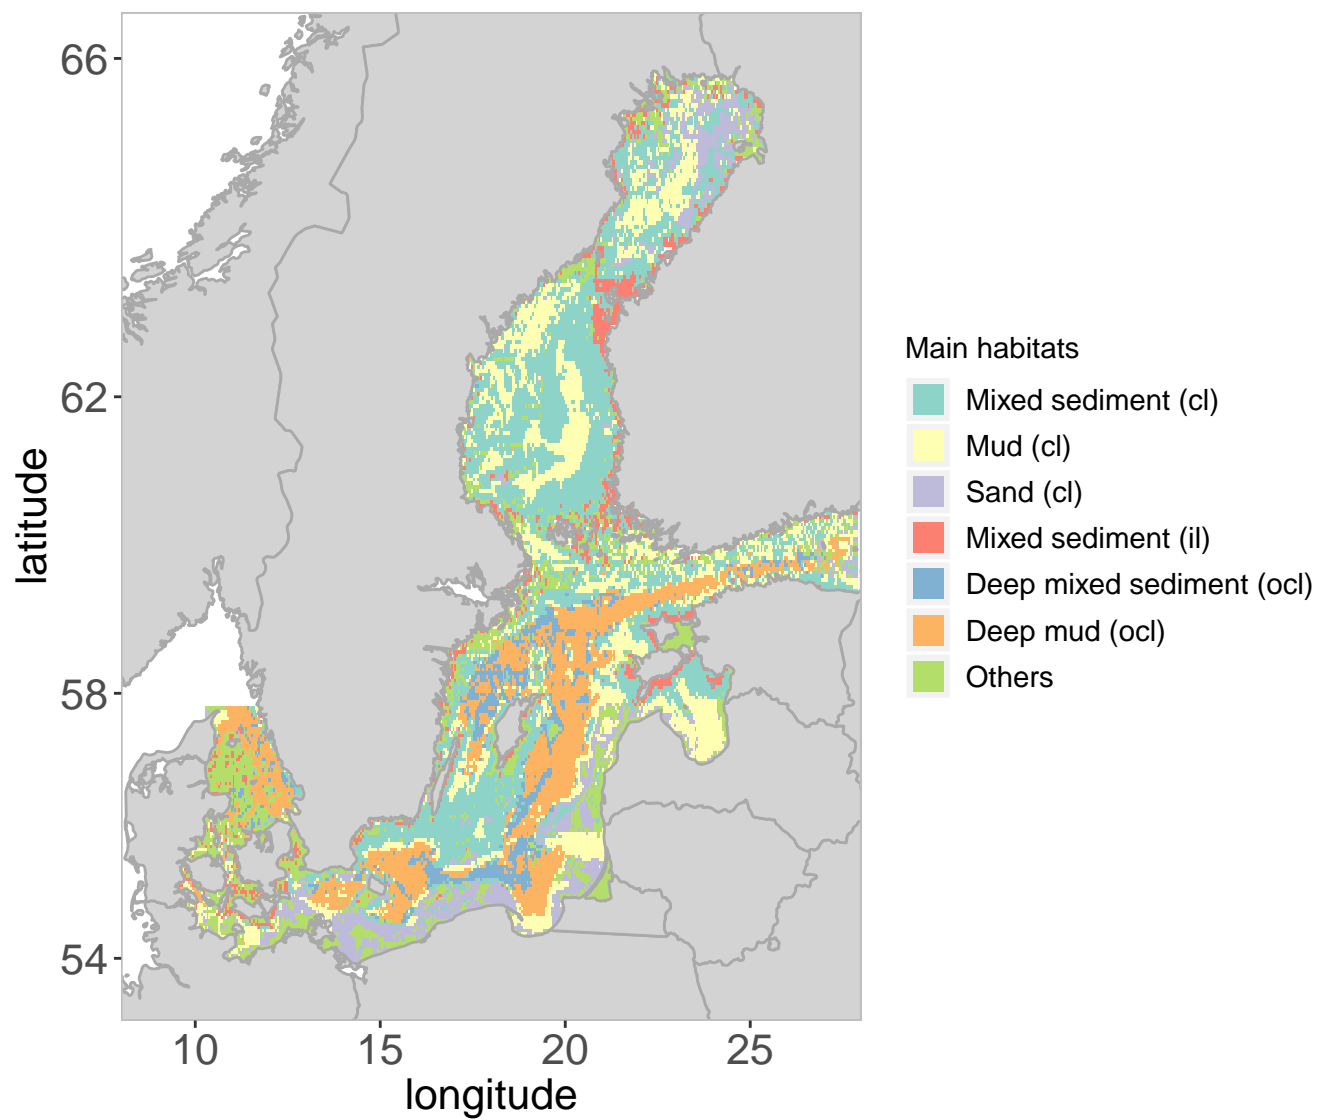 66
62
58
54
latitude
10
15
20
25
longitude
Main habitats
Mixed sediment (cl)
Mud (cl)
Sand (cl)
Mixed sediment (il)
Deep mixed sediment (ocl)
Deep mud (ocl)
Others